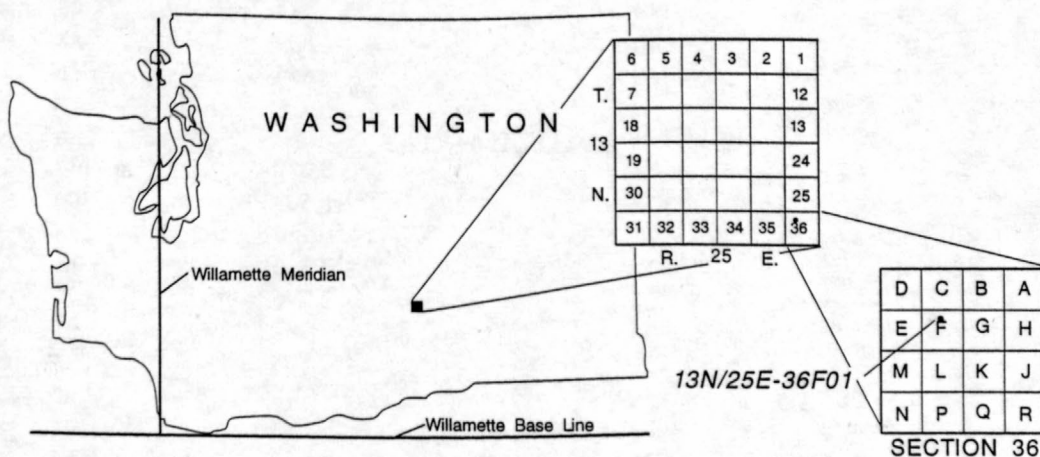 WASHINGTON
Willamette Meridian
Willamette Base Line
T.
13
N.
6 5 4 3 2 1
7 12
18 13
19 24
30 25
31 32 33 34 35 36
R. 25 E.
13N/25E-36F01
D C B A
E F G H
M L K J
N P Q R
SECTION 36